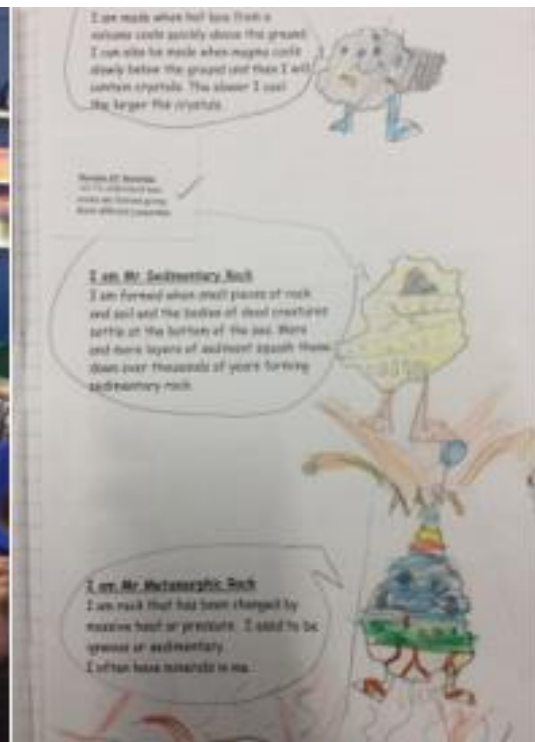 I am made when hot lava from a
volcano cools quickly above the ground.
I can also be made when magma cools
slowly below the ground and then I will
contain crystals. The slower I cool
the larger the crystals.
I am Mr Sedimentary Rock
I am formed when small pieces of rock
and soil and the bodies of dead creatures
settle at the bottom of the sea. More
and more layers of sediment squash them
down over thousands of years forming
sedimentary rock.
I am Mr Metamorphic Rock
I am rock that has been changed by
massive heat or pressure. I used to be
igneous or sedimentary.
I often have minerals in me.